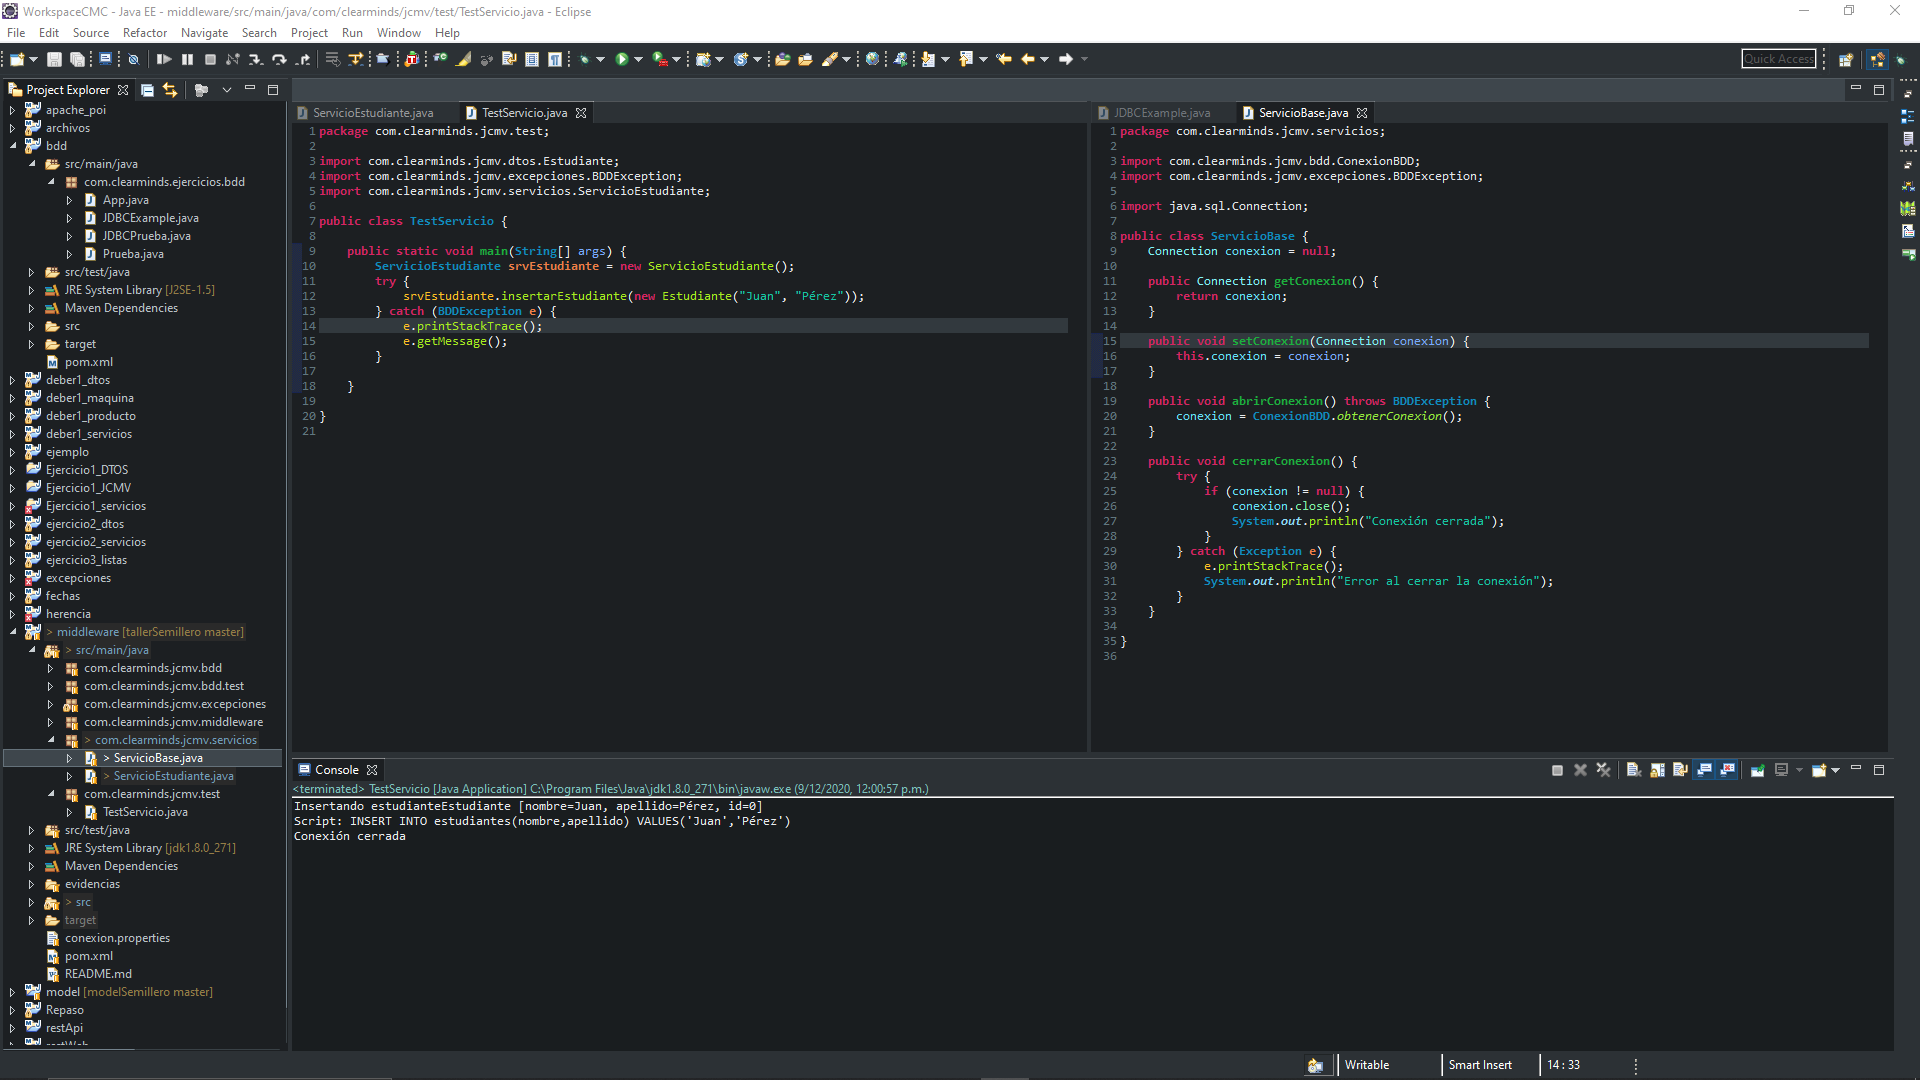 WorkspaceCMC - Java EE - middleware/src/main/java/com/clearminds/jcmv/test/TestServicio.java - Eclipse
File Edit Source Refactor Navigate Search Project Run Window Help
Quick Access
Project Explorer
apache_poi
archivos
bdd
src/main/java
com.clearminds.ejercicios.bdd
App.java
JDBCExample.java
JDBCPrueba.java
Prueba.java
src/test/java
JRE System Library [J2SE-1.5]
Maven Dependencies
src
target
pom.xml
deber1_dtos
deber1_maquina
deber1_producto
deber1_servicios
ejemplo
Ejercicio1_DTOS
Ejercicio1_JCMV
Ejercicio1_servicios
ejercicio2_dtos
ejercicio2_servicios
ejercicio3_listas
excepciones
fechas
herencia
> middleware [tallerSemillero master]
> src/main/java
com.clearminds.jcmv.bdd
com.clearminds.jcmv.bdd.test
com.clearminds.jcmv.excepciones
com.clearminds.jcmv.middleware
> com.clearminds.jcmv.servicios
> ServicioBase.java
> ServicioEstudiante.java
com.clearminds.jcmv.test
TestServicio.java
src/test/java
JRE System Library [jdk1.8.0_271]
Maven Dependencies
evidencias
> src
target
conexion.properties
pom.xml
README.md
model [modelSemillero master]
Repaso
restApi
ServicioEstudiante.java TestServicio.java
1 package com.clearminds.jcmv.test;
2
3 import com.clearminds.jcmv.dtos.Estudiante;
4 import com.clearminds.jcmv.excepciones.BDDException;
5 import com.clearminds.jcmv.servicios.ServicioEstudiante;
6
7 public class TestServicio {
8
9 public static void main(String[] args) {
10 ServicioEstudiante srvEstudiante = new ServicioEstudiante();
11 try {
12 srvEstudiante.insertarEstudiante(new Estudiante("Juan", "Pérez"));
13 } catch (BDDException e) {
14 e.printStackTrace();
15 e.getMessage();
16 }
17
18 }
19
20 }
21
JDBCExample.java ServicioBase.java
1 package com.clearminds.jcmv.servicios;
2
3 import com.clearminds.jcmv.bdd.ConexionBDD;
4 import com.clearminds.jcmv.excepciones.BDDException;
5
6 import java.sql.Connection;
7
8 public class ServicioBase {
9 Connection conexion = null;
10
11 public Connection getConexion() {
12 return conexion;
13 }
14
15 public void setConexion(Connection conexion) {
16 this.conexion = conexion;
17 }
18
19 public void abrirConexion() throws BDDException {
20 conexion = ConexionBDD.obtenerConexion();
21 }
22
23 public void cerrarConexion() {
24 try {
25 if (conexion != null) {
26 conexion.close();
27 System.out.println("Conexión cerrada");
28 }
29 } catch (Exception e) {
30 e.printStackTrace();
31 System.out.println("Error al cerrar la conexión");
32 }
33 }
34
35 }
36
Console
<terminated> TestServicio [Java Application] C:\Program Files\Java\jdk1.8.0_271\bin\javaw.exe (9/12/2020, 12:00:57 p.m.)
Insertando estudianteEstudiante [nombre=Juan, apellido=Pérez, id=0]
Script: INSERT INTO estudiantes(nombre,apellido) VALUES('Juan','Pérez')
Conexión cerrada
Writable Smart Insert 14 : 33